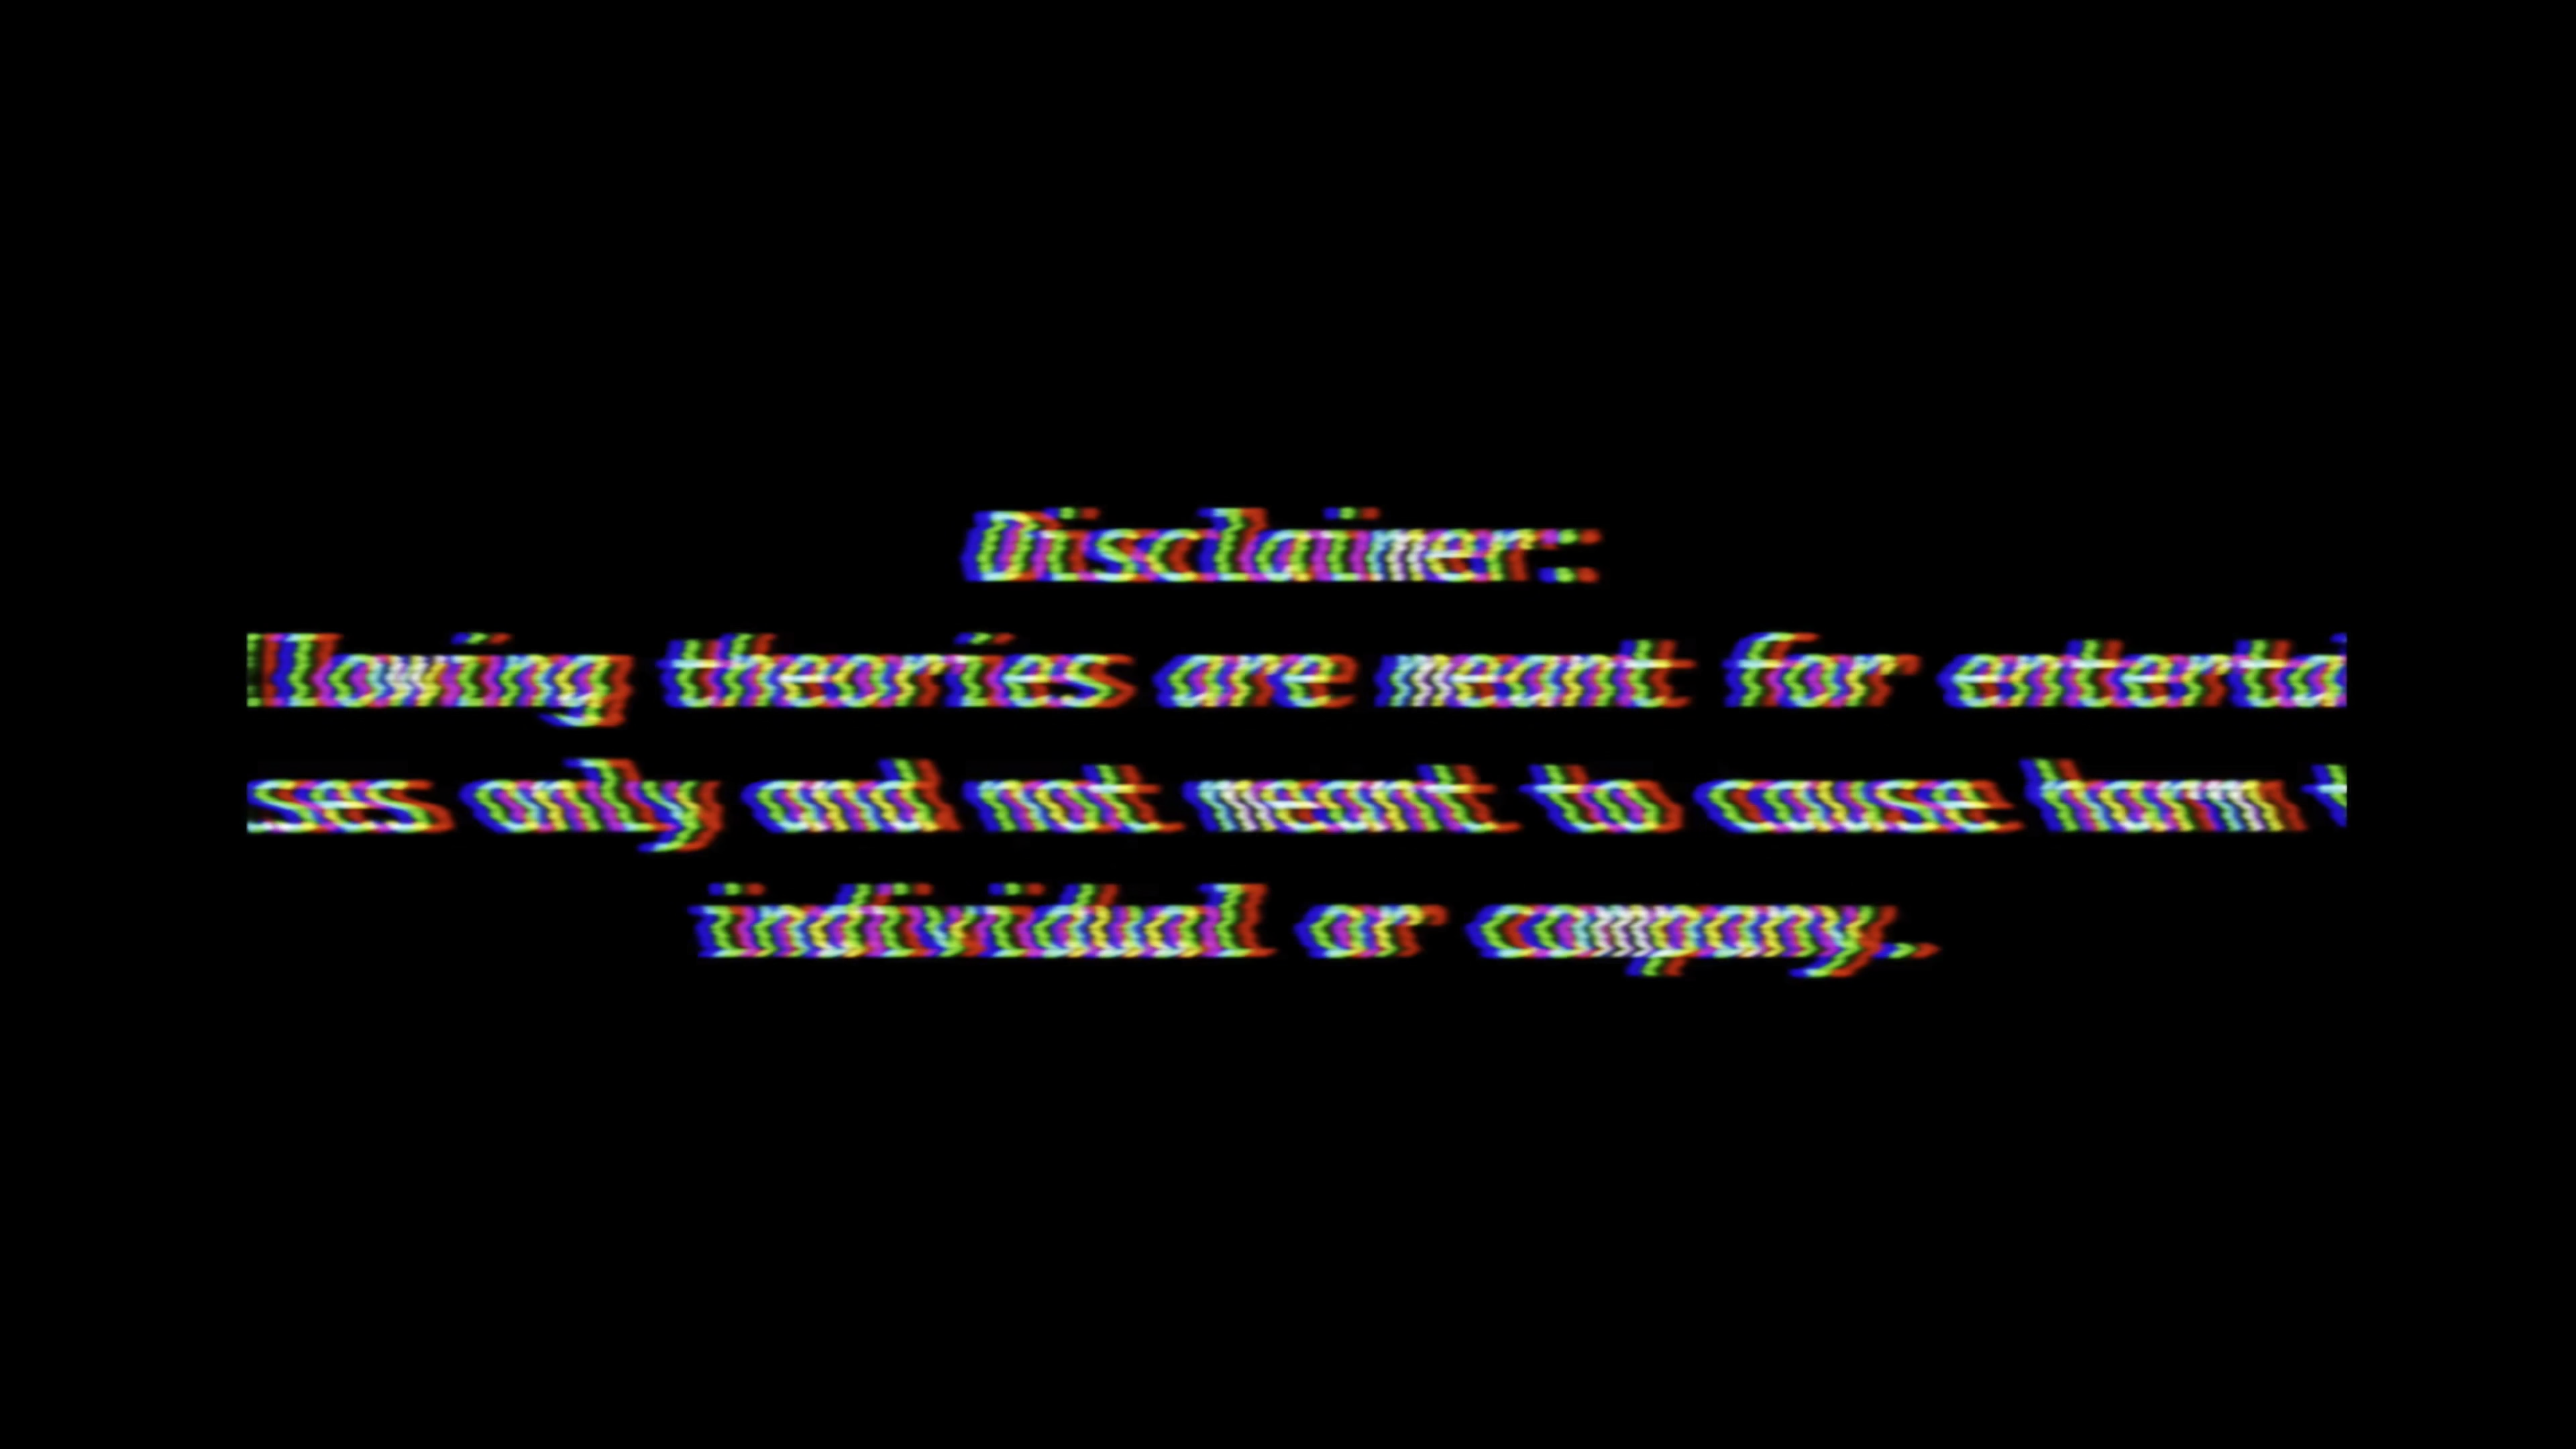 Disclaimer:
llowing theories are meant for enterta
ses only and not meant to cause harm
individual or company.